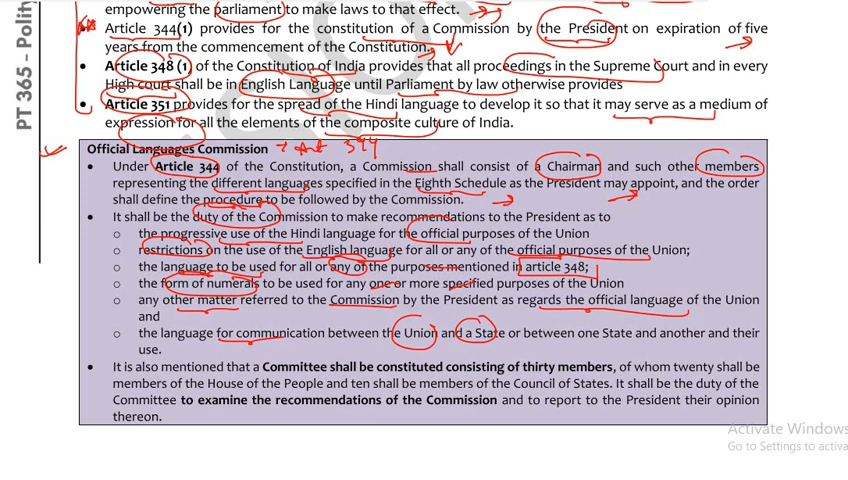 empowering the parliament to make laws to that effect.
Article 344(1) provides for the constitution of a Commission by the President on expiration of five
years from the commencement of the Constitution.
• Article 348 (1) of the Constitution of India provides that all proceedings in the Supreme Court and in every
High court shall be in English Language until Parliament by law otherwise provides
• Article 351 provides for the spread of the Hindi language to develop it so that it may serve as a medium of
expression for all the elements of the composite culture of India.
PT 365 - Polity
Official Languages Commission → Art 344
• Under Article 344 of the Constitution, a Commission shall consist of a Chairman and such other members
representing the different languages specified in the Eighth Schedule as the President may appoint, and the order
shall define the procedure to be followed by the Commission.
• It shall be the duty of the Commission to make recommendations to the President as to
o the progressive use of the Hindi language for the official purposes of the Union
o restrictions on the use of the English language for all or any of the official purposes of the Union;
o the language to be used for all or any of the purposes mentioned in article 348;
o the form of numerals to be used for any one or more specified purposes of the Union
o any other matter referred to the Commission by the President as regards the official language of the Union
and
o the language for communication between the Union and a State or between one State and another and their
use.
• It is also mentioned that a Committee shall be constituted consisting of thirty members, of whom twenty shall be
members of the House of the People and ten shall be members of the Council of States. It shall be the duty of the
Committee to examine the recommendations of the Commission and to report to the President their opinion
thereon.
Activate Windows
Go to Settings to activa